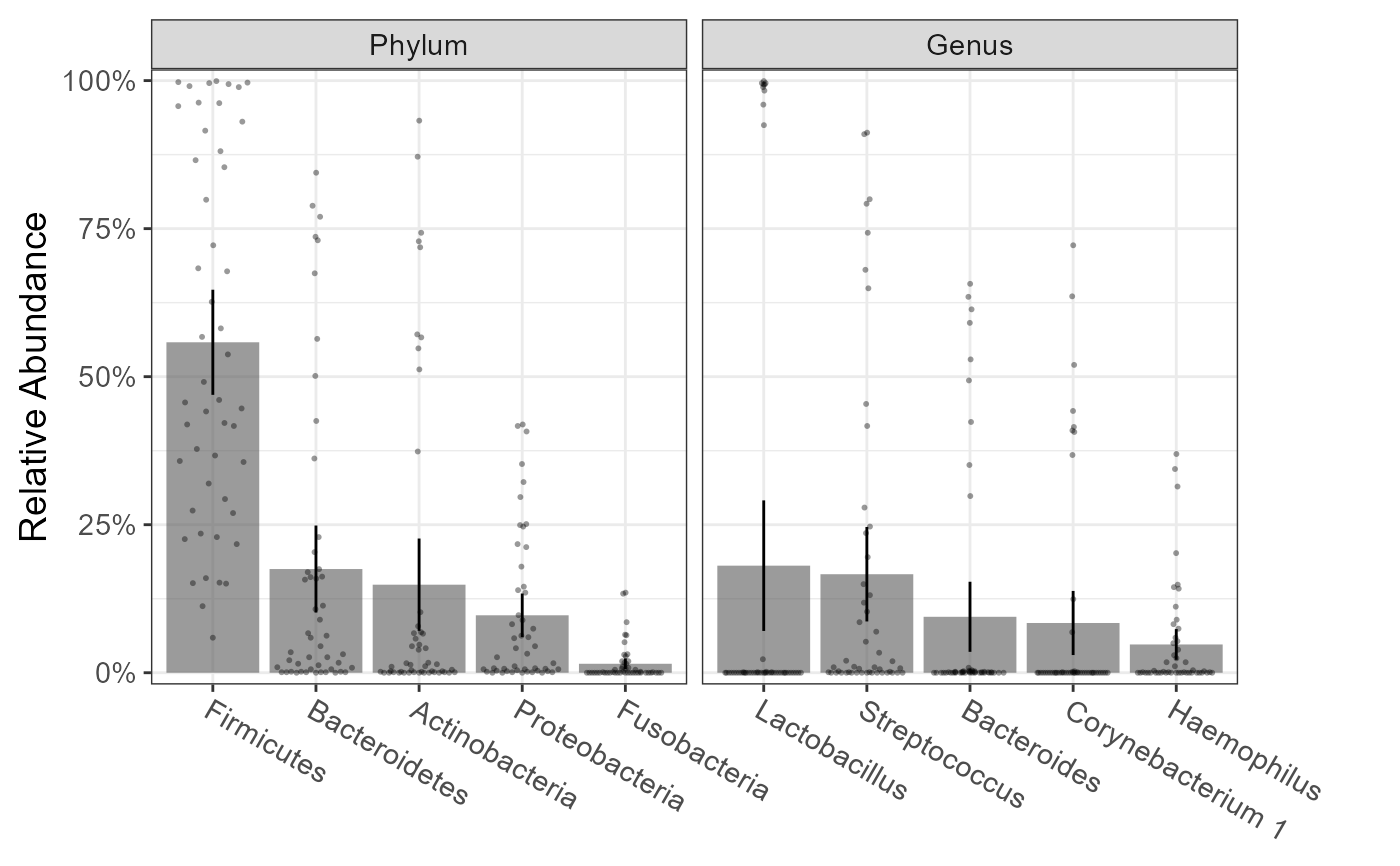 Phylum
Genus
Relative Abundance
100%
75%
50%
25%
0%
Firmicutes
Bacteroidetes
Actinobacteria
Proteobacteria
Fusobacteria
Lactobacillus
Streptococcus
Bacteroides
Corynebacterium 1
Haemophilus